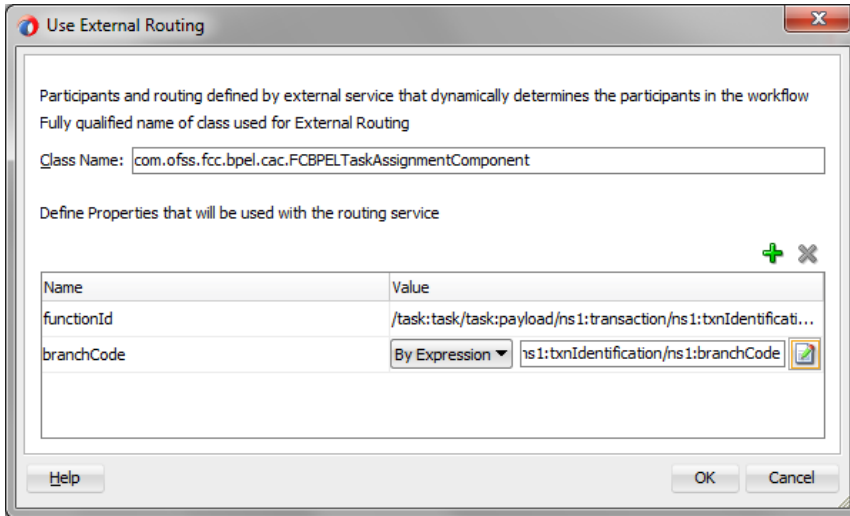 Use External Routing
Participants and routing defined by external service that dynamically determines the participants in the workflow
Fully qualified name of class used for External Routing
Class Name: com.ofss.fcc.bpel.cac.FCBPELTaskAssignmentComponent
Define Properties that will be used with the routing service
Name Value
functionId /task:task/task:payload/ns1:transaction/ns1:txnIdentificati...
branchCode By Expression ns1:txnIdentification/ns1:branchCode
Help OK Cancel